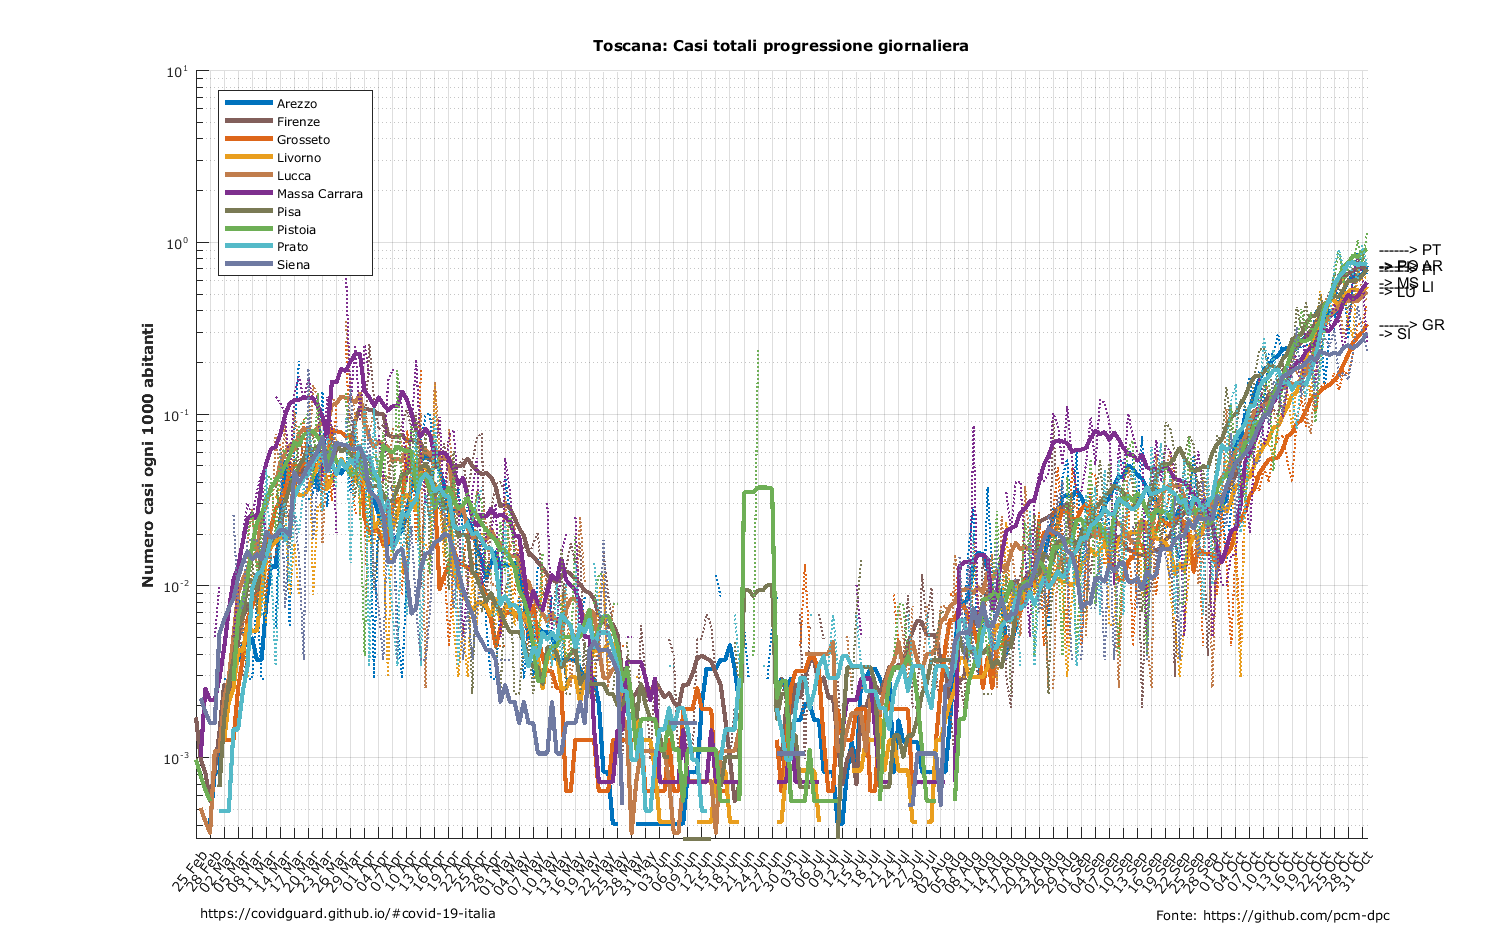 Toscana: Casi totali progressione giornaliera
10¹
10⁰
10⁻¹
10⁻²
10⁻³
Numero casi ogni 1000 abitanti
Arezzo
Firenze
Grosseto
Livorno
Lucca
Massa Carrara
Pisa
Pistoia
Prato
Siena
------> PT
AR
-> MS
LI
-> LU
------> GR
-> SI
25 Feb
28 Feb
02 Mar
05 Mar
08 Mar
11 Mar
14 Mar
17 Mar
20 Mar
23 Mar
26 Mar
29 Mar
01 Apr
04 Apr
07 Apr
10 Apr
13 Apr
16 Apr
19 Apr
22 Apr
25 Apr
28 Apr
01 May
04 May
07 May
10 May
13 May
16 May
19 May
22 May
25 May
28 May
31 May
03 Jun
06 Jun
09 Jun
12 Jun
15 Jun
18 Jun
21 Jun
24 Jun
27 Jun
30 Jun
03 Jul
06 Jul
09 Jul
12 Jul
15 Jul
18 Jul
21 Jul
24 Jul
27 Jul
30 Jul
02 Aug
05 Aug
08 Aug
11 Aug
14 Aug
17 Aug
20 Aug
23 Aug
26 Aug
29 Aug
01 Sep
04 Sep
07 Sep
10 Sep
13 Sep
16 Sep
19 Sep
22 Sep
25 Sep
28 Sep
01 Oct
04 Oct
07 Oct
10 Oct
13 Oct
16 Oct
19 Oct
22 Oct
25 Oct
28 Oct
31 Oct
https://covidguard.github.io/#covid-19-italia
Fonte: https://github.com/pcm-dpc